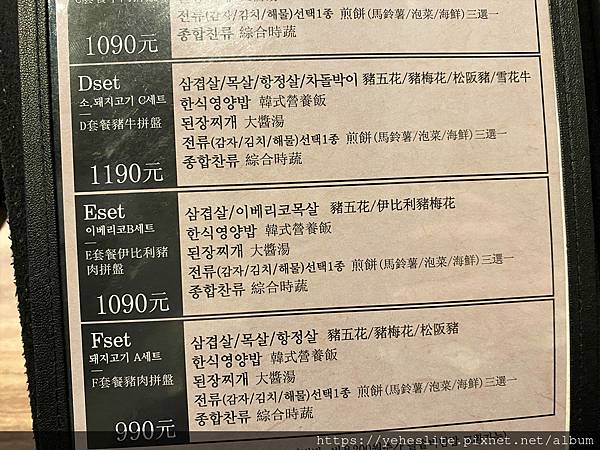 1090元
전류(감자/김치/해물)선택1종 煎餅(馬鈴薯/泡菜/海鮮)三選一
종합찬류 綜合時蔬
Dset
소,돼지고기 C세트
D套餐豬牛拼盤
1190元
삼겹살/목살/항정살/차돌박이 豬五花/豬梅花/松阪豬/雪花牛
한식영양밥 韓式營養飯
된장찌개 大醬湯
전류(감자/김치/해물)선택1종 煎餅(馬鈴薯/泡菜/海鮮)三選一
종합찬류 綜合時蔬
Eset
이베리코B세트
E套餐伊比利豬
肉拼盤
1090元
삼겹살/이베리코목살 豬五花/伊比利豬梅花
한식영양밥 韓式營養飯
된장찌개 大醬湯
전류(감자/김치/해물)선택1종 煎餅(馬鈴薯/泡菜/海鮮)三選一
종합찬류 綜合時蔬
Fset
돼지고기 A세트
F套餐豬肉拼盤
990元
삼겹살/목살/항정살 豬五花/豬梅花/松阪豬
한식영양밥 韓式營養飯
된장찌개 大醬湯
전류(감자/김치/해물)선택1종 煎餅(馬鈴薯/泡菜/海鮮)三選一
종합찬류 綜合時蔬
https://yehesling.pixnet.net/album